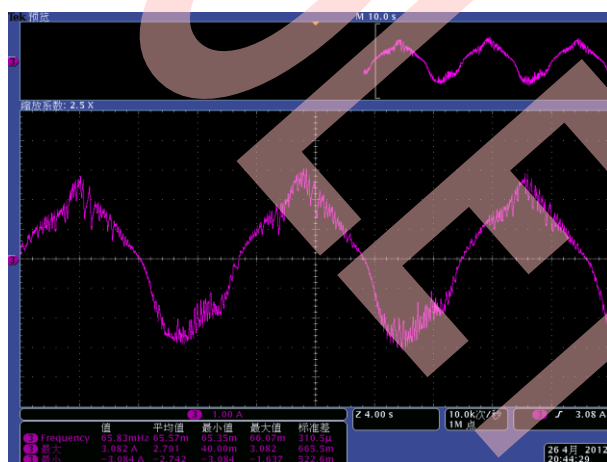 Tek 预览
M 10.0 s
缩放系数: 2.5 X
3 1.00 A
Z 4.00 s
10.0k次/秒
1M 点
3.08 A
值 平均值 最小值 最大值 标准差
3 Frequency 65.83mHz 65.57m 65.35m 66.07m 310.5µ
3 最大 3.082 A 2.791 40.00m 3.082 665.5m
3 最小 -3.084 A -2.742 -3.084 -1.637 522.6m
26 4月 2012
20:44:29